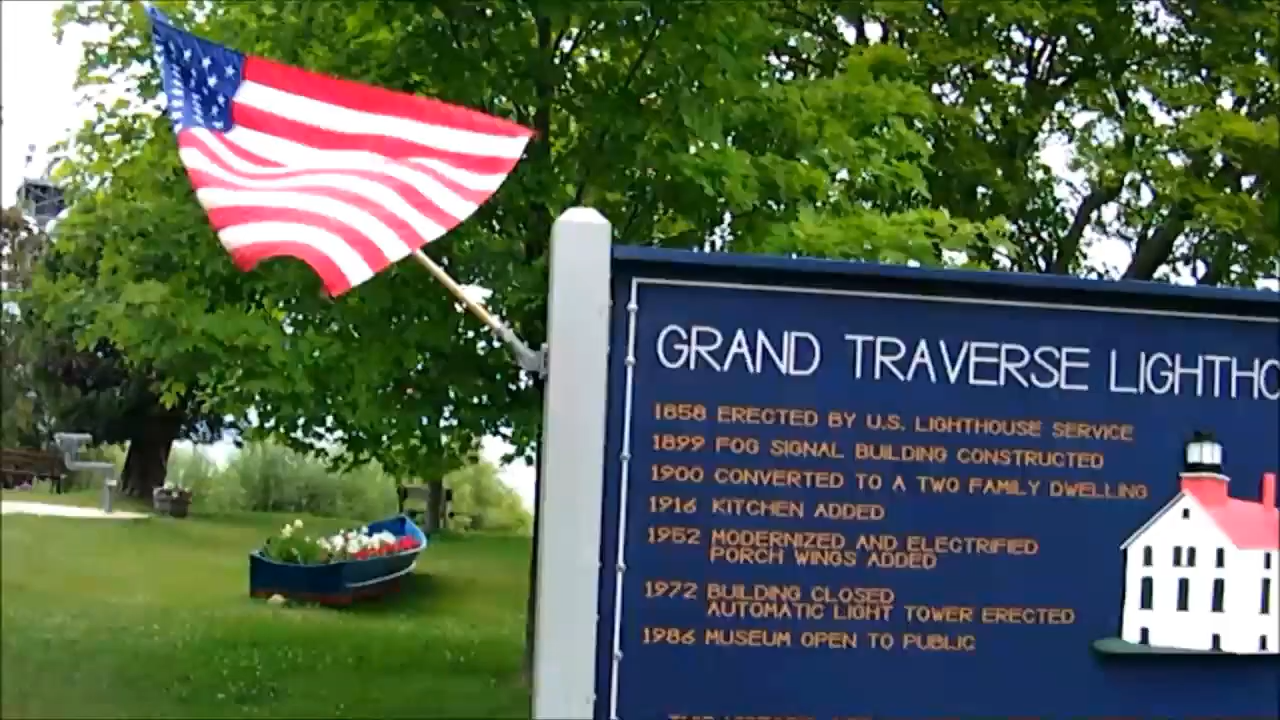 GRAND TRAVERSE LIGHTHO
1858 ERECTED BY U.S. LIGHTHOUSE SERVICE
1899 FOG SIGNAL BUILDING CONSTRUCTED
1900 CONVERTED TO A TWO FAMILY DWELLING
1916 KITCHEN ADDED
1952 MODERNIZED AND ELECTRIFIED
PORCH WINGS ADDED
1972 BUILDING CLOSED
AUTOMATIC LIGHT TOWER ERECTED
1986 MUSEUM OPEN TO PUBLIC